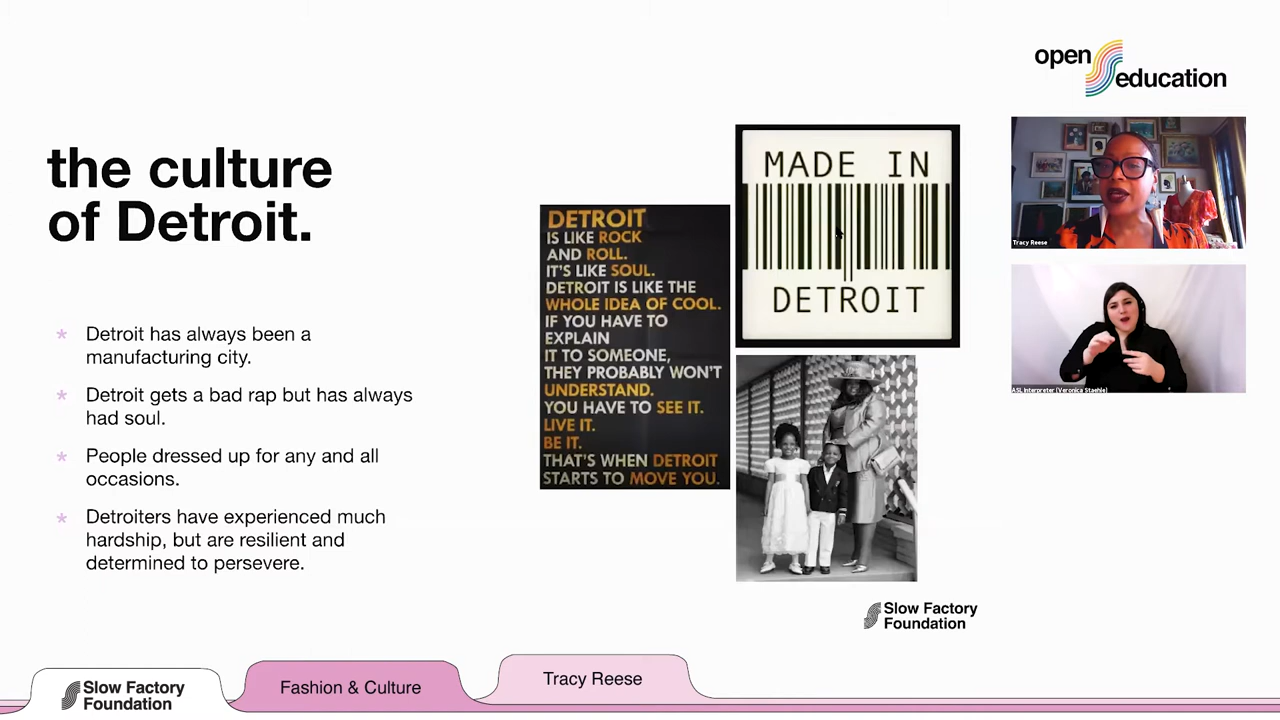 open
education
the culture
of Detroit.
* Detroit has always been a
manufacturing city.
* Detroit gets a bad rap but has always
had soul.
* People dressed up for any and all
occasions.
* Detroiters have experienced much
hardship, but are resilient and
determined to persevere.
DETROIT
IS LIKE ROCK
AND ROLL.
IT'S LIKE SOUL.
DETROIT IS LIKE THE
WHOLE IDEA OF COOL.
IF YOU HAVE TO
EXPLAIN
IT TO SOMEONE,
THEY PROBABLY WON'T
UNDERSTAND.
YOU HAVE TO SEE IT.
LIVE IT.
BE IT.
THAT'S WHEN DETROIT
STARTS TO MOVE YOU.
MADE IN
DETROIT
Tracy Reese
ASL Interpreter (Veronica Staehle)
Slow Factory
Foundation
Slow Factory
Foundation
Fashion & Culture
Tracy Reese